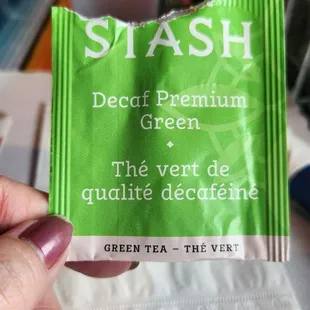 STASH
Decaf Premium
Green
Thé vert de
qualité décaféiné
GREEN TEA – THÉ VERT